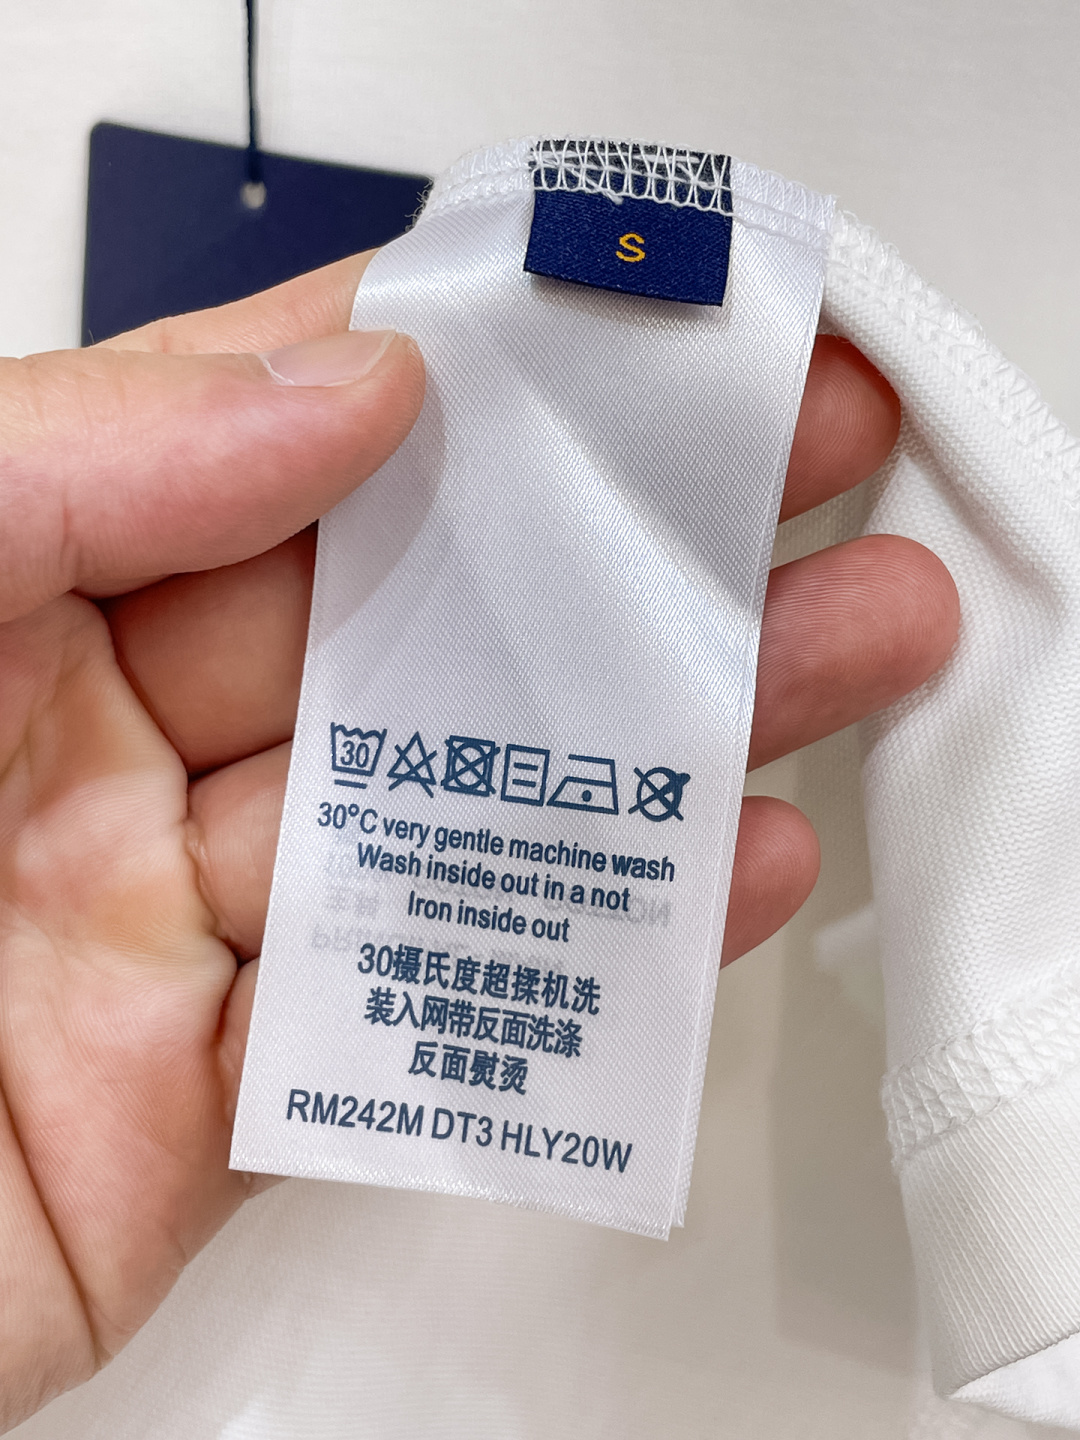 S
30
30°C very gentle machine wash
Wash inside out in a not
Iron inside out
30摄氏度超揉机洗
装入网带反面洗涤
反面熨烫
RM242M DT3 HLY20W